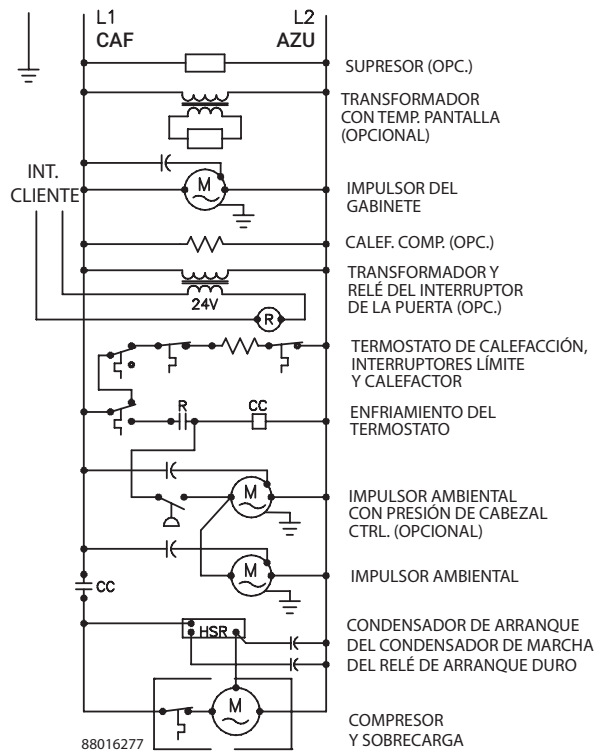 L1
CAF
L2
AZU
SUPRESOR (OPC.)
TRANSFORMADOR
CON TEMP. PANTALLA
(OPCIONAL)
INT.
CLIENTE
M
IMPULSOR DEL
GABINETE
CALEF. COMP. (OPC.)
24V
TRANSFORMADOR Y
RELÉ DEL INTERRUPTOR
DE LA PUERTA (OPC.)
R
TERMOSTATO DE CALEFACCIÓN,
INTERRUPTORES LÍMITE
Y CALEFACTOR
R
CC
ENFRIAMIENTO DEL
TERMOSTATO
M
IMPULSOR AMBIENTAL
CON PRESIÓN DE CABEZAL
CTRL. (OPCIONAL)
M
IMPULSOR AMBIENTAL
CC
HSR
CONDENSADOR DE ARRANQUE
DEL CONDENSADOR DE MARCHA
DEL RELÉ DE ARRANQUE DURO
M
COMPRESOR
Y SOBRECARGA
88016277